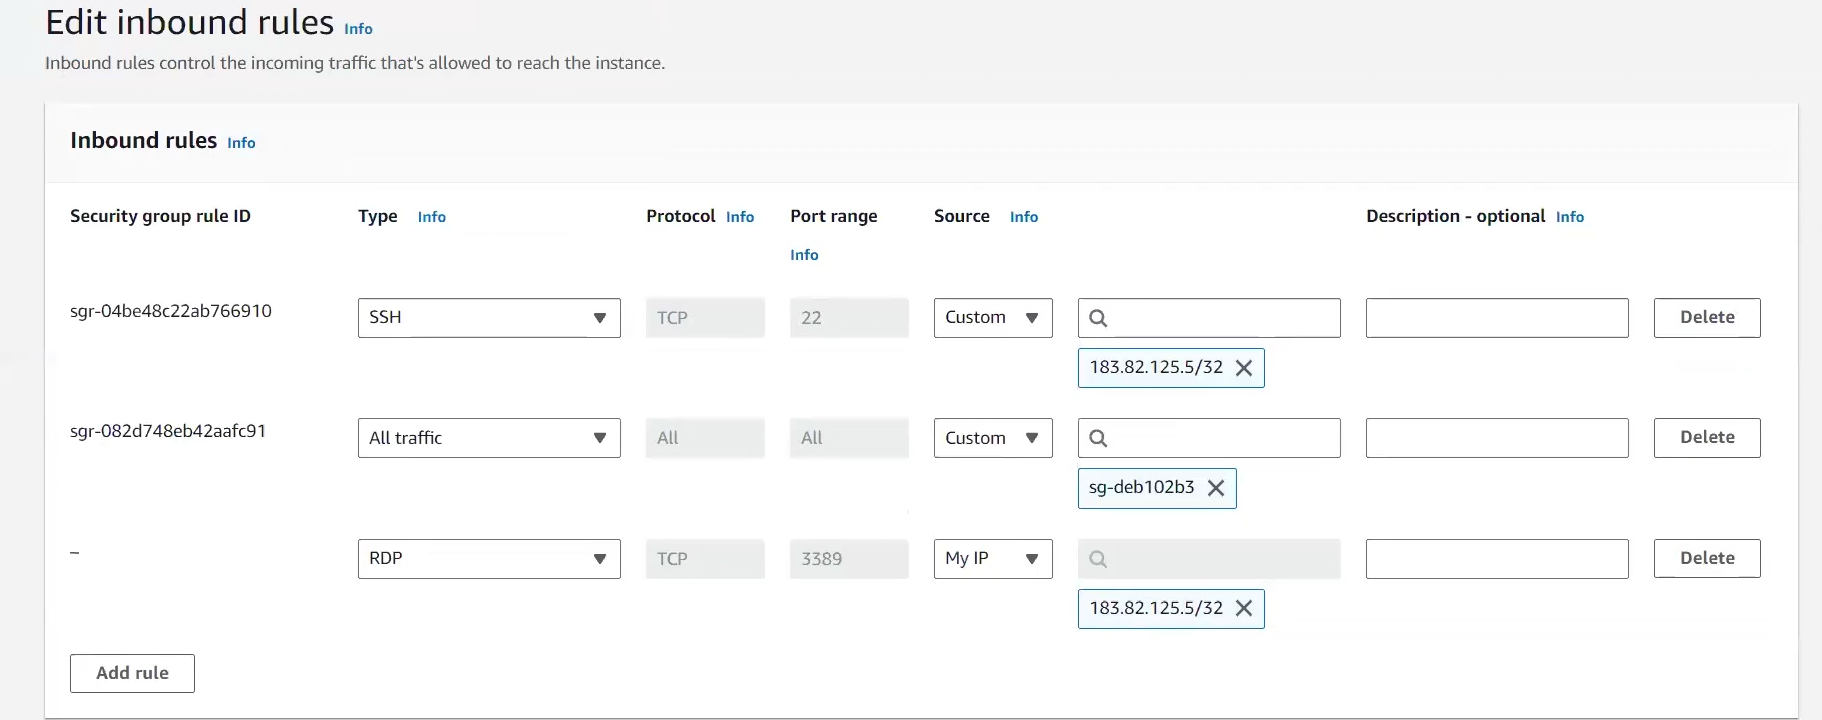 Edit inbound rules Info
Inbound rules control the incoming traffic that's allowed to reach the instance.
Inbound rules Info
Security group rule ID Type Info Protocol Info Port range Info Source Info Description - optional Info
sgr-04be48c22ab766910 SSH TCP 22 Custom Delete
183.82.125.5/32
sgr-082d748eb42aafc91 All traffic All All Custom Delete
sg-deb102b3
– RDP TCP 3389 My IP Delete
183.82.125.5/32
Add rule